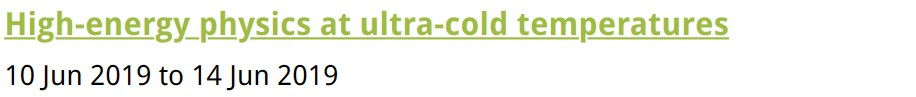 High-energy physics at ultra-cold temperatures
10 Jun 2019 to 14 Jun 2019